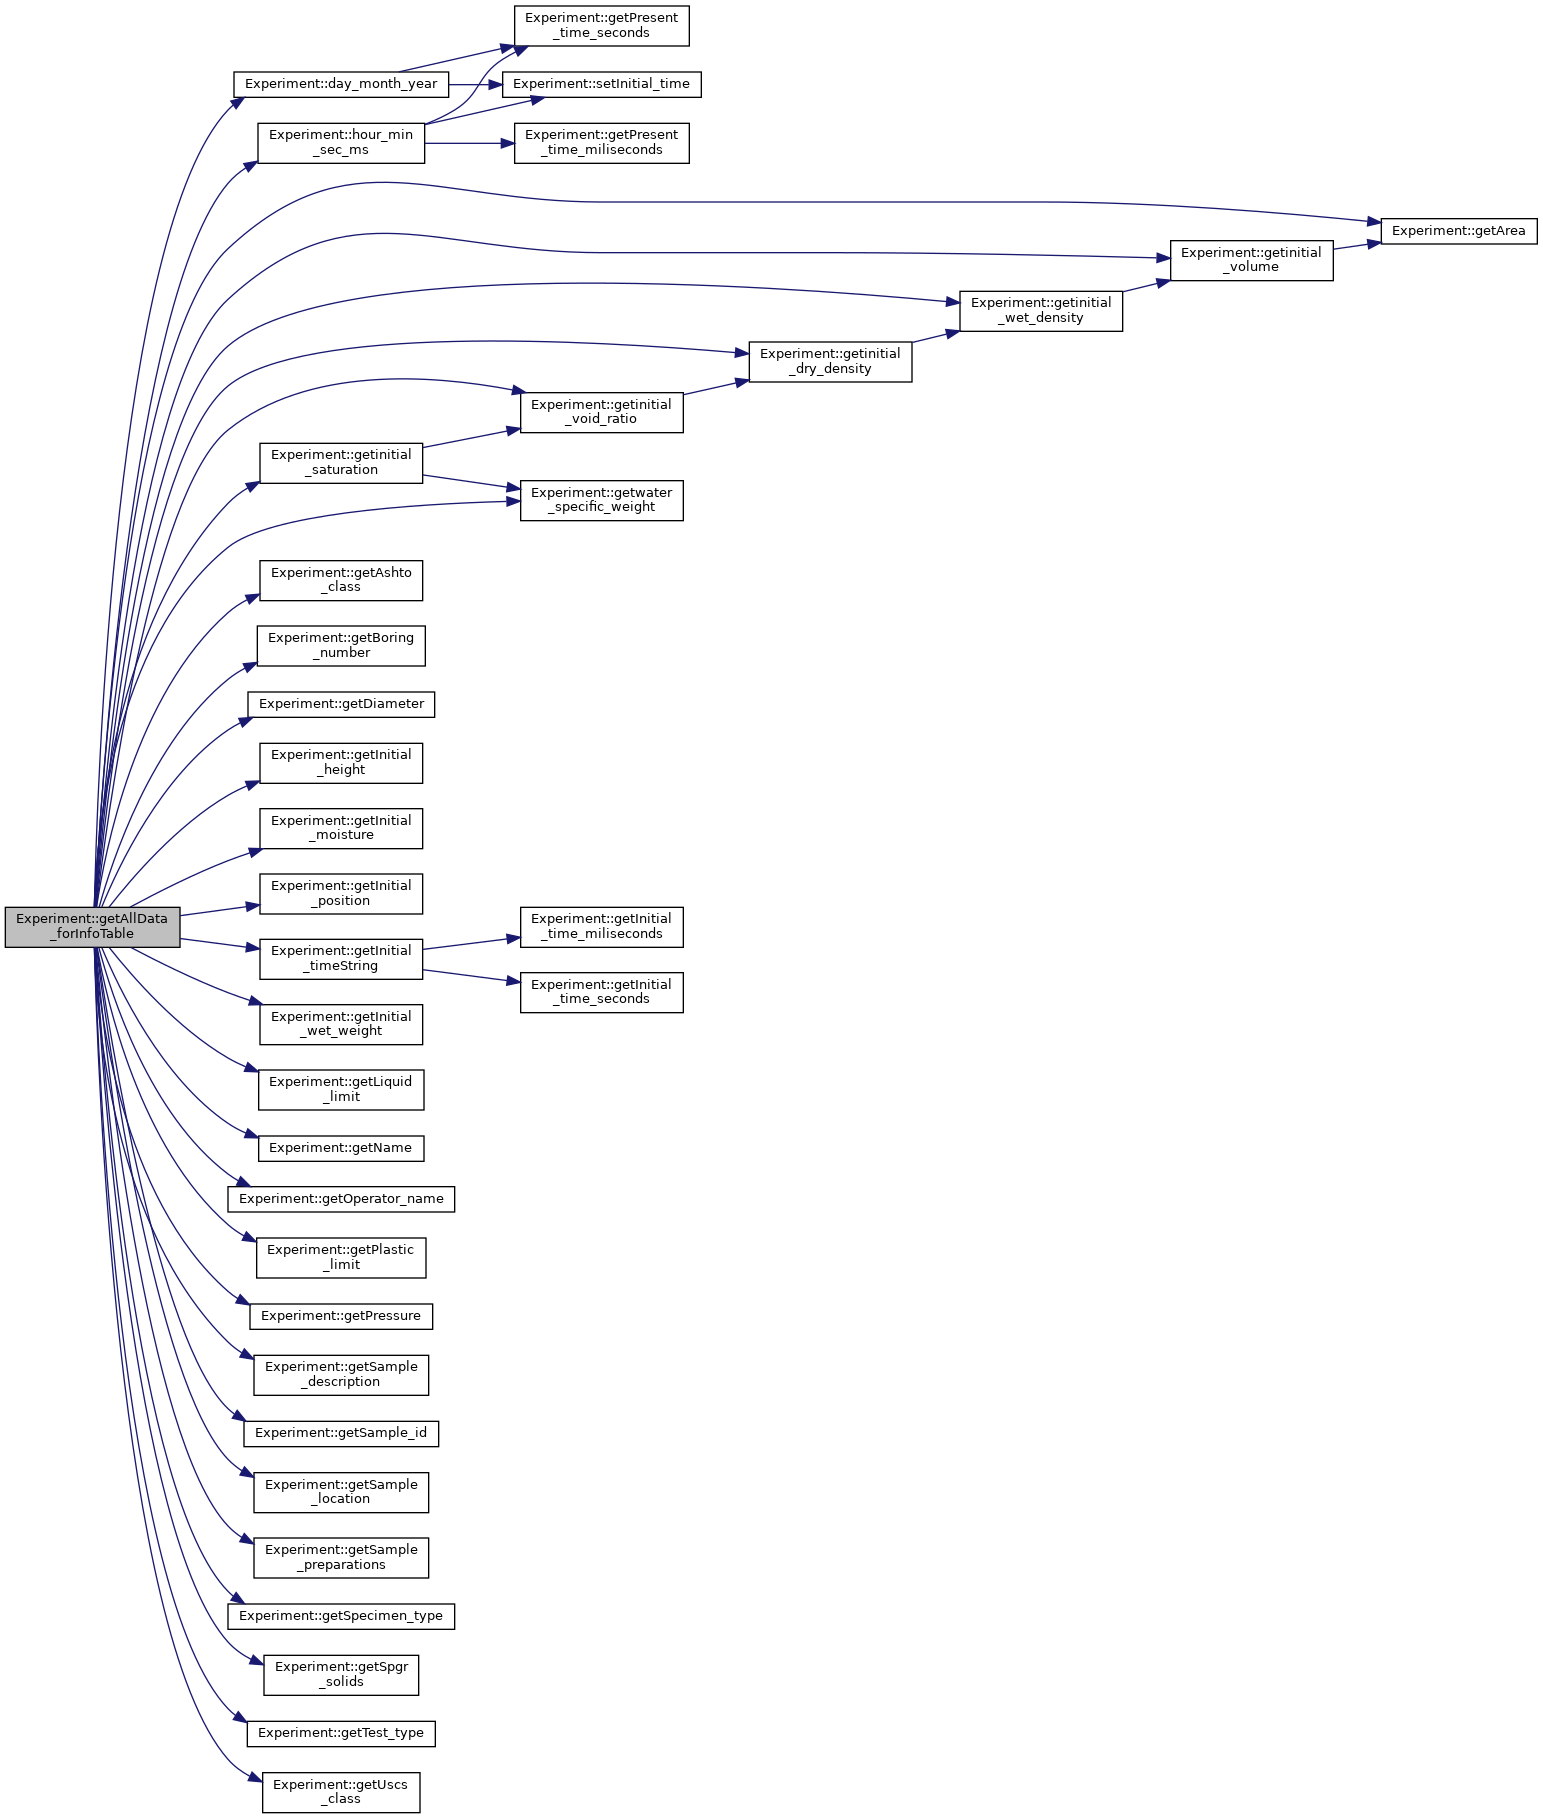 Experiment::getPresent
_time_seconds
Experiment::day_month_year
Experiment::setInitial_time
Experiment::hour_min
_sec_ms
Experiment::getPresent
_time_miliseconds
Experiment::getArea
Experiment::getinitial
_volume
Experiment::getinitial
_wet_density
Experiment::getinitial
_dry_density
Experiment::getinitial
_void_ratio
Experiment::getinitial
_saturation
Experiment::getwater
_specific_weight
Experiment::getAshto
_class
Experiment::getBoring
_number
Experiment::getDiameter
Experiment::getInitial
_height
Experiment::getInitial
_moisture
Experiment::getInitial
_position
Experiment::getAllData
_forInfoTable
Experiment::getInitial
_time_miliseconds
Experiment::getInitial
_timeString
Experiment::getInitial
_time_seconds
Experiment::getInitial
_wet_weight
Experiment::getLiquid
_limit
Experiment::getName
Experiment::getOperator_name
Experiment::getPlastic
_limit
Experiment::getPressure
Experiment::getSample
_description
Experiment::getSample_id
Experiment::getSample
_location
Experiment::getSample
_preparations
Experiment::getSpecimen_type
Experiment::getSpgr
_solids
Experiment::getTest_type
Experiment::getUscs
_class